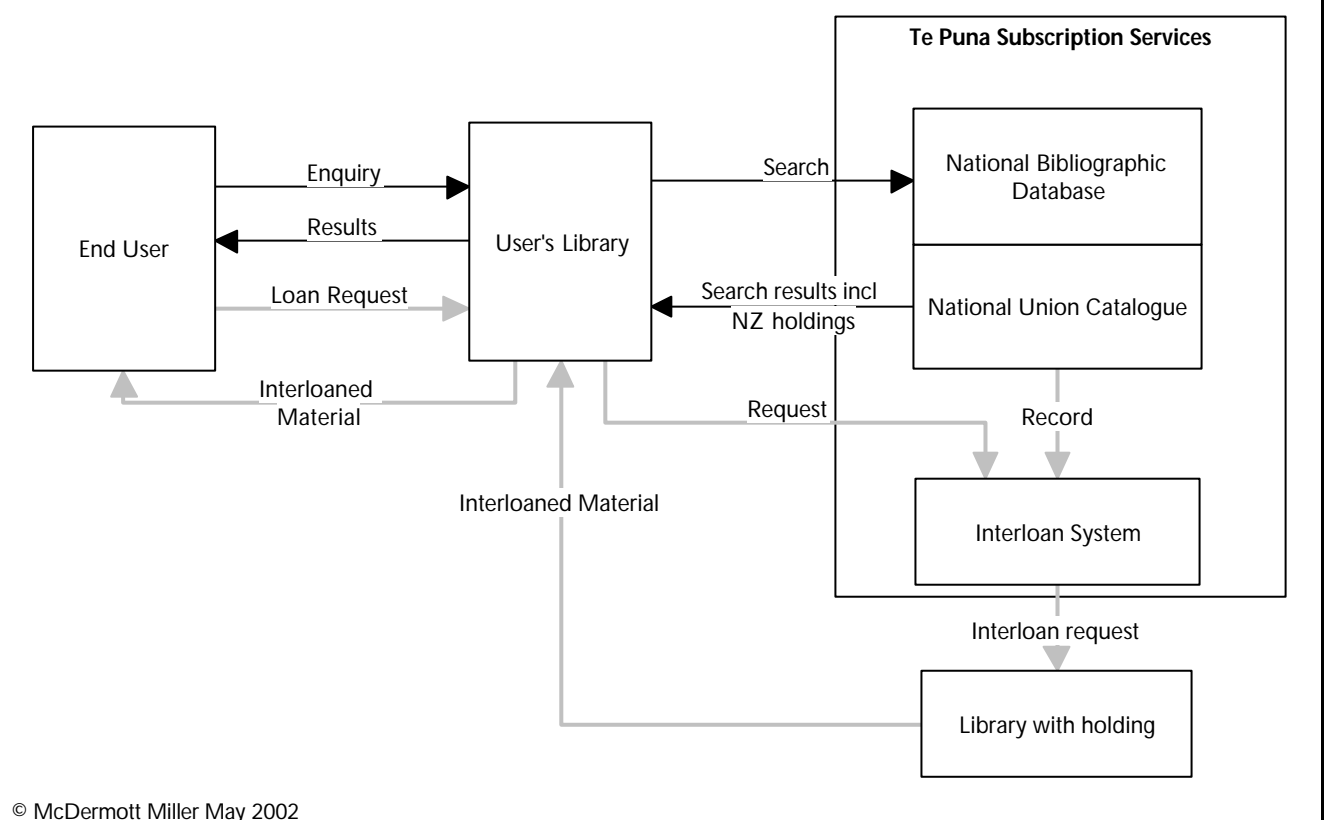 Te Puna Subscription Services
National Bibliographic
Database
Search
Enquiry
Results
End User
User's Library
Loan Request
Search results incl
NZ holdings
National Union Catalogue
Interloaned
Material
Request
Record
Interloaned Material
Interloan System
Interloan request
Library with holding
© McDermott Miller May 2002